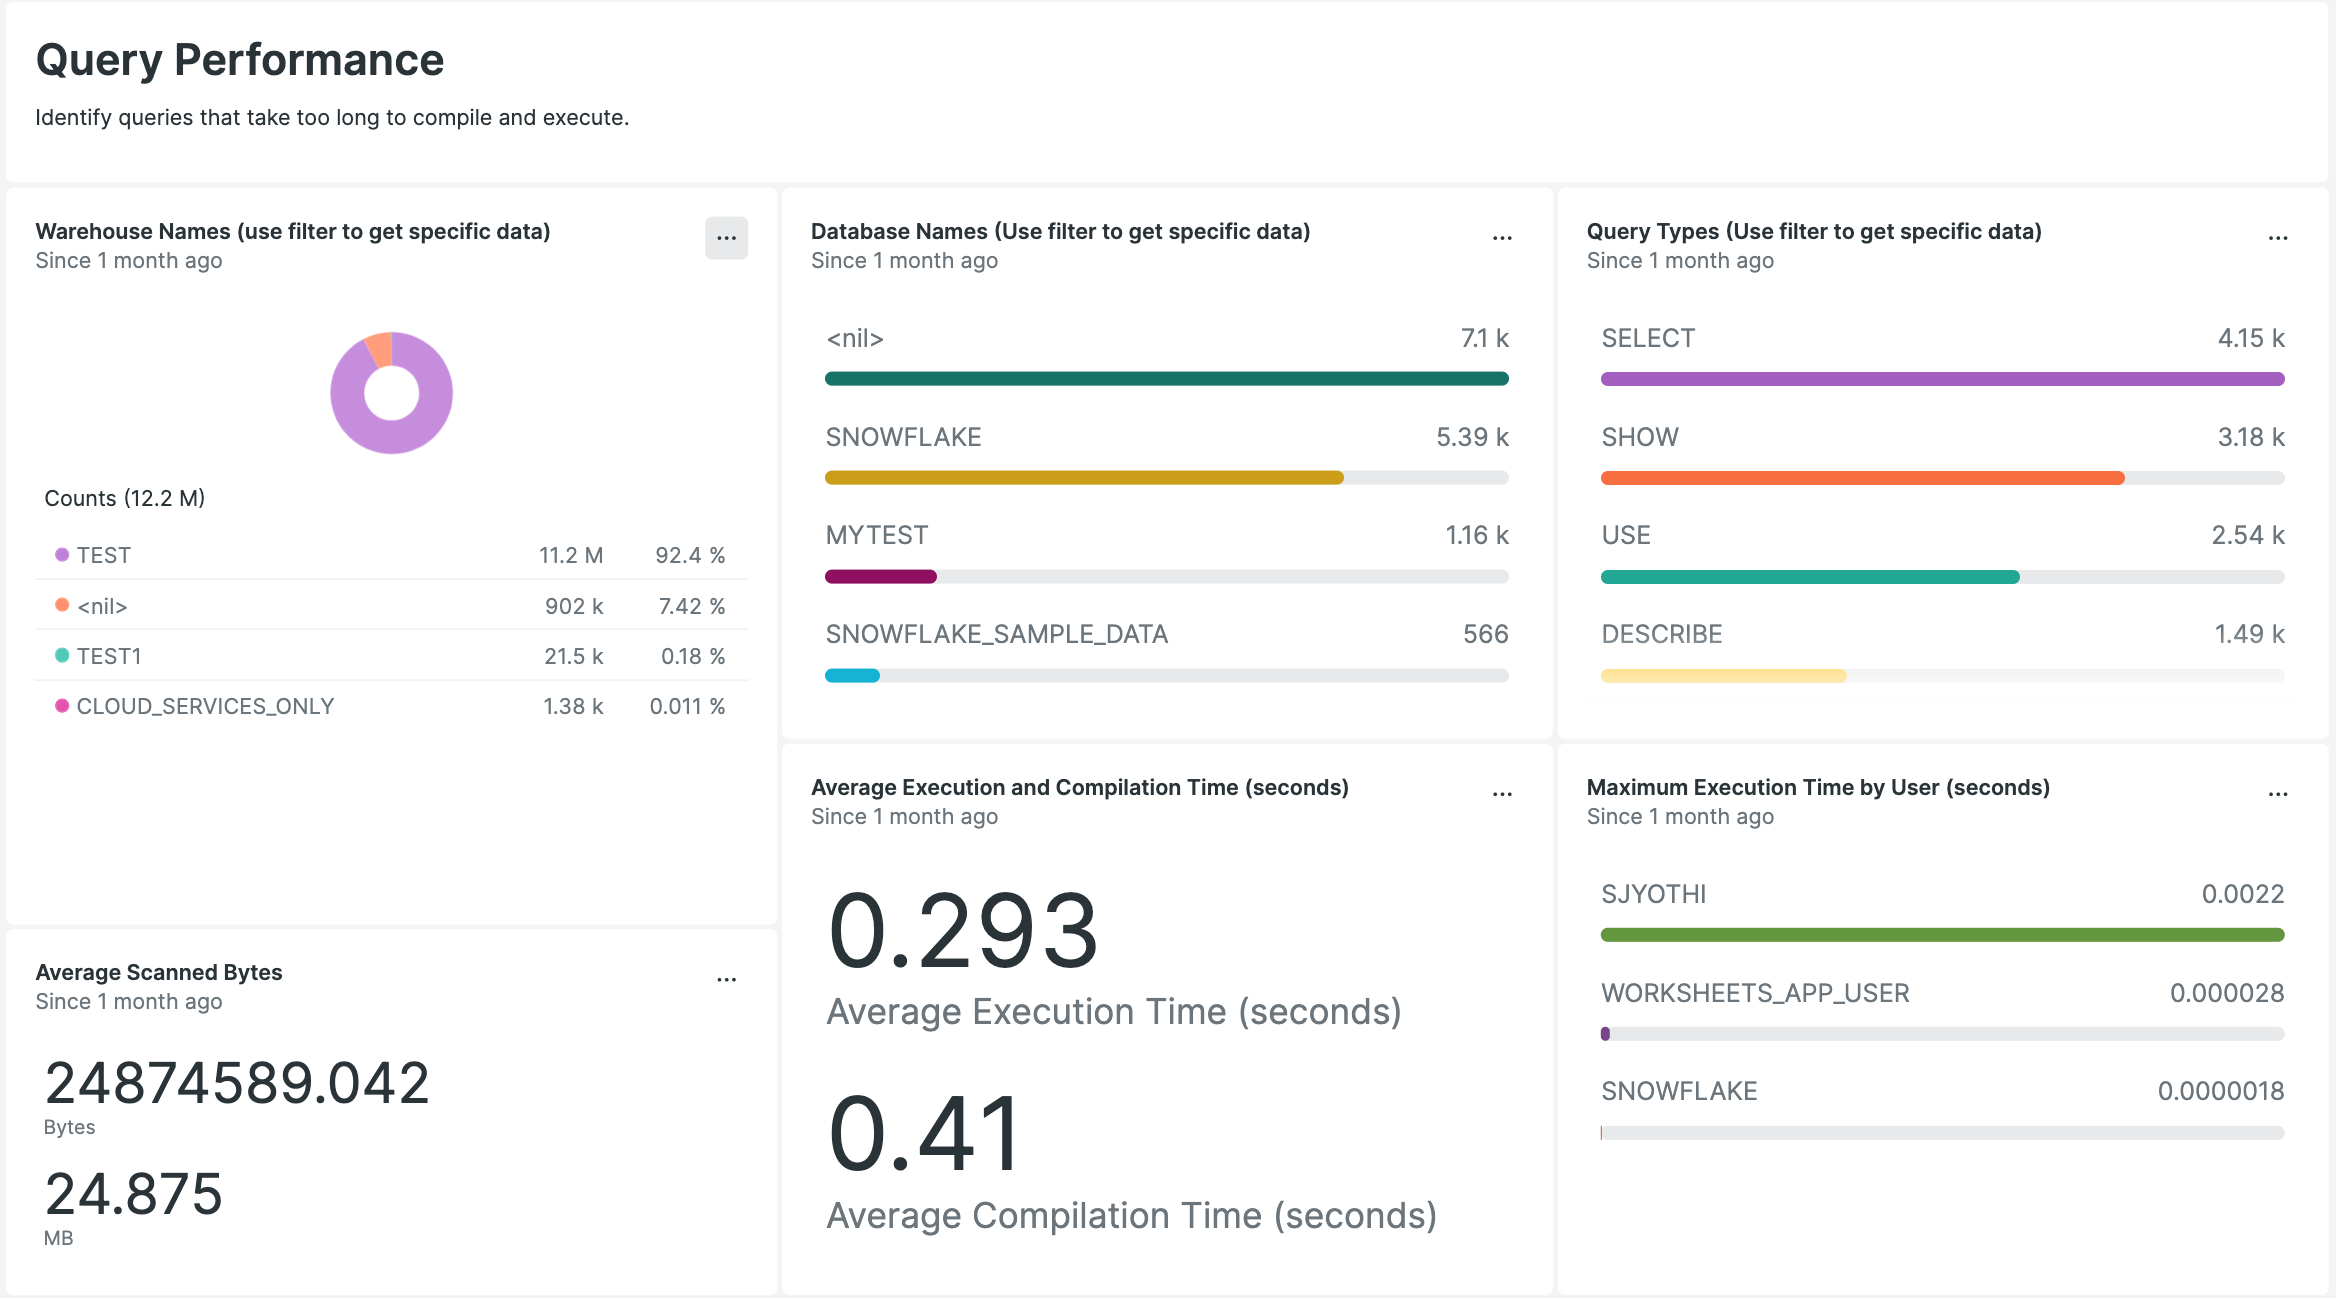 Query Performance
Identify queries that take too long to compile and execute.
Warehouse Names (use filter to get specific data)
Since 1 month ago
...
Counts (12.2 M)
TEST 11.2 M 92.4 %
<nil> 902 k 7.42 %
TEST1 21.5 k 0.18 %
CLOUD_SERVICES_ONLY 1.38 k 0.011 %
Database Names (Use filter to get specific data)
Since 1 month ago
...
<nil> 7.1 k
SNOWFLAKE 5.39 k
MYTEST 1.16 k
SNOWFLAKE_SAMPLE_DATA 566
Query Types (Use filter to get specific data)
Since 1 month ago
...
SELECT 4.15 k
SHOW 3.18 k
USE 2.54 k
DESCRIBE 1.49 k
Average Scanned Bytes
Since 1 month ago
...
24874589.042
Bytes
24.875
MB
Average Execution and Compilation Time (seconds)
Since 1 month ago
...
0.293
Average Execution Time (seconds)
0.41
Average Compilation Time (seconds)
Maximum Execution Time by User (seconds)
Since 1 month ago
...
SJYOTHI 0.0022
WORKSHEETS_APP_USER 0.000028
SNOWFLAKE 0.0000018